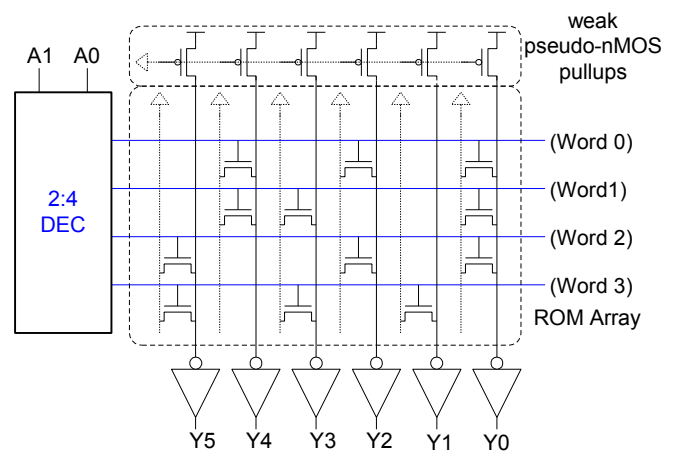 weak
pseudo-nMOS
pullups
A1 A0
2:4
DEC
(Word 0)
(Word1)
(Word 2)
(Word 3)
ROM Array
Y5 Y4 Y3 Y2 Y1 Y0